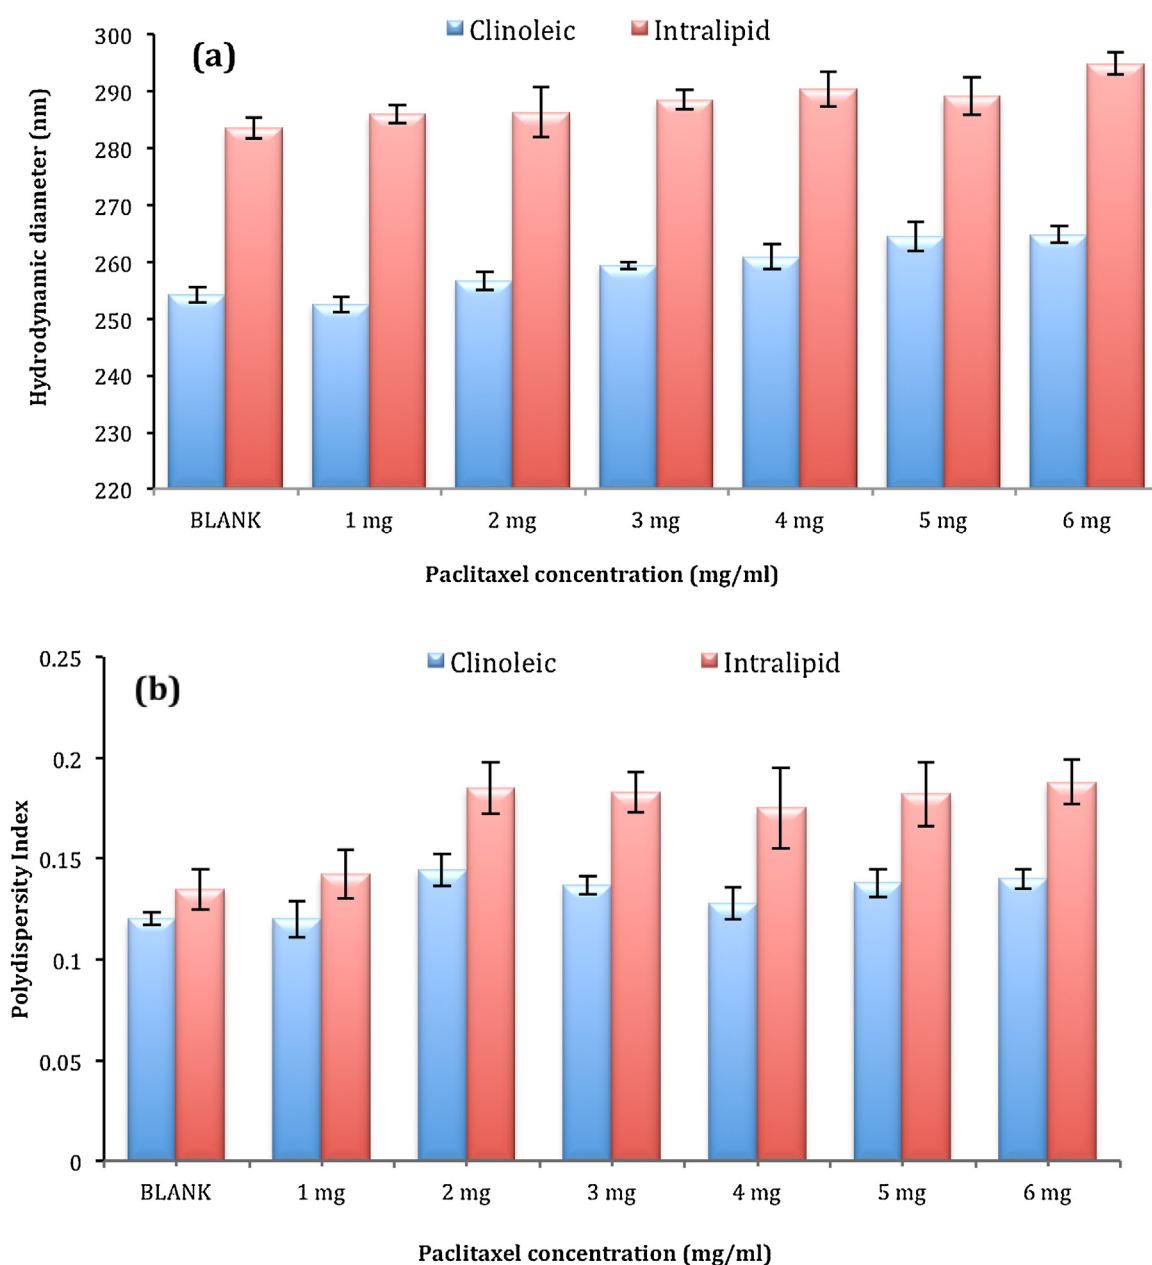 Clinoleic Intralipid
(a)
300
290
280
270
260
250
240
230
220
Hydrodynamic diameter (nm)
BLANK 1 mg 2 mg 3 mg 4 mg 5 mg 6 mg
Paclitaxel concentration (mg/ml)
Clinoleic Intralipid
(b)
0.25
0.2
0.15
0.1
0.05
0
Polydispersity Index
BLANK 1 mg 2 mg 3 mg 4 mg 5 mg 6 mg
Paclitaxel concentration (mg/ml)